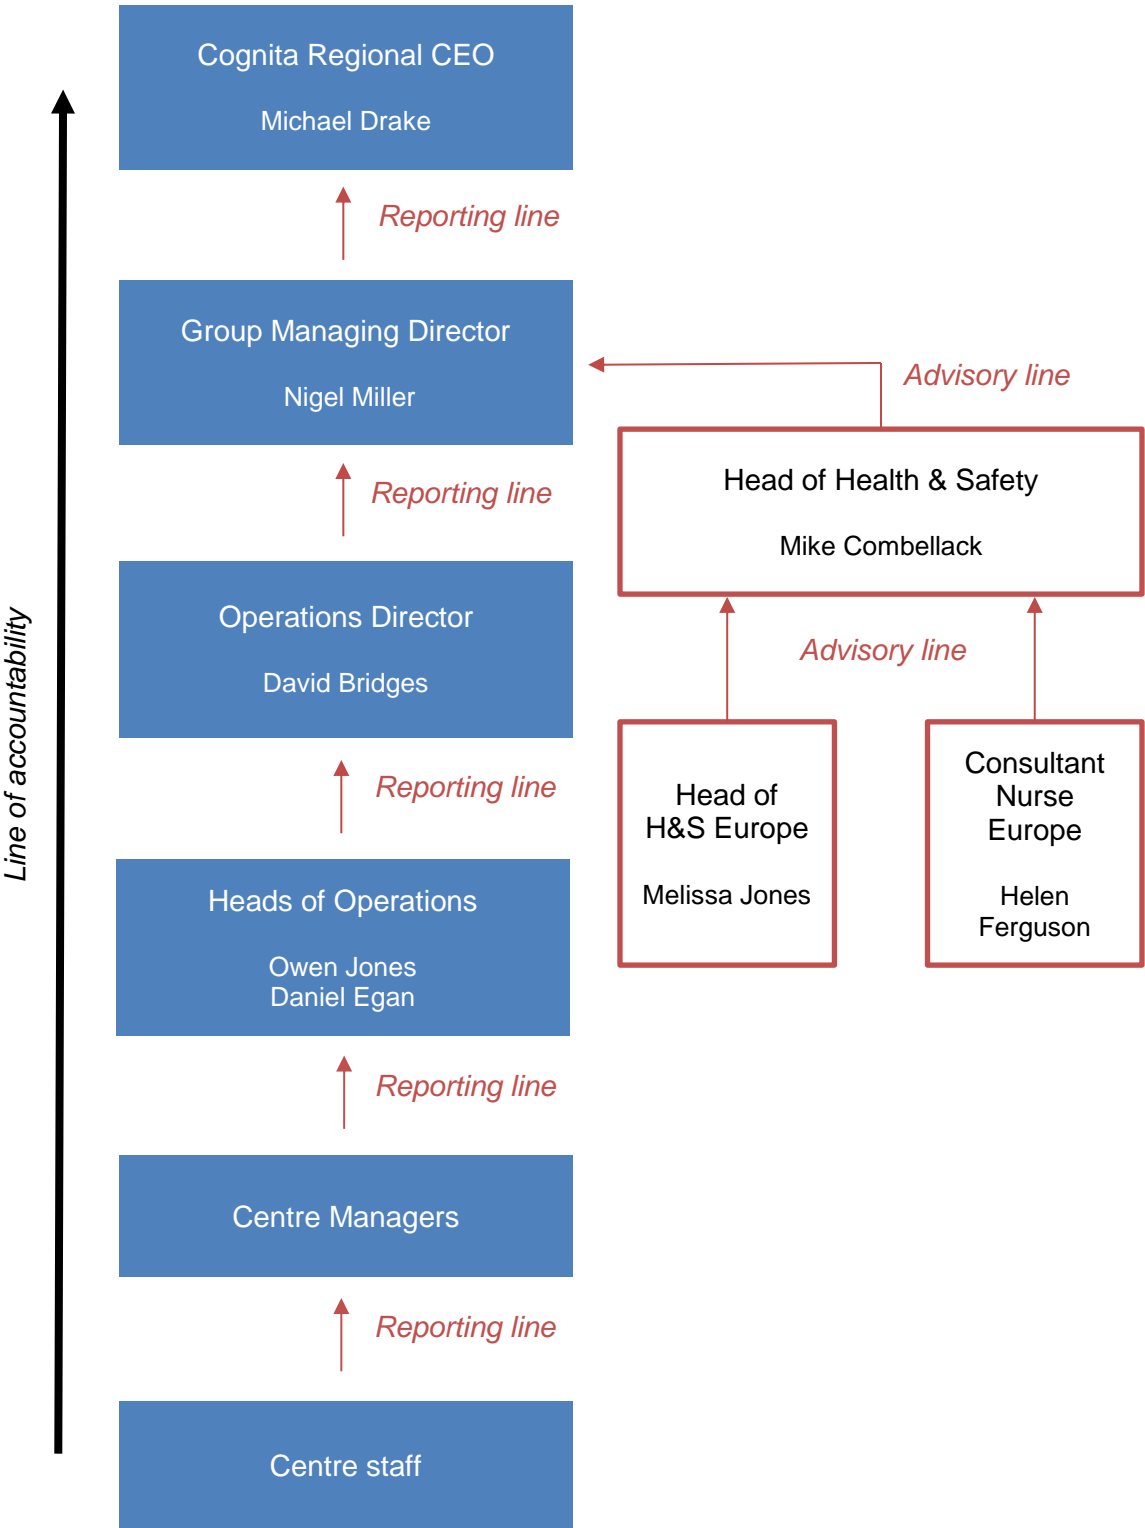 Cognita Regional CEO
Michael Drake
Reporting line
Group Managing Director
Nigel Miller
Advisory line
Reporting line
Head of Health & Safety
Mike Combellack
Operations Director
David Bridges
Advisory line
Line of accountability
Reporting line
Head of
H&S Europe
Melissa Jones
Consultant
Nurse
Europe
Helen
Ferguson
Heads of Operations
Owen Jones
Daniel Egan
Reporting line
Centre Managers
Reporting line
Centre staff